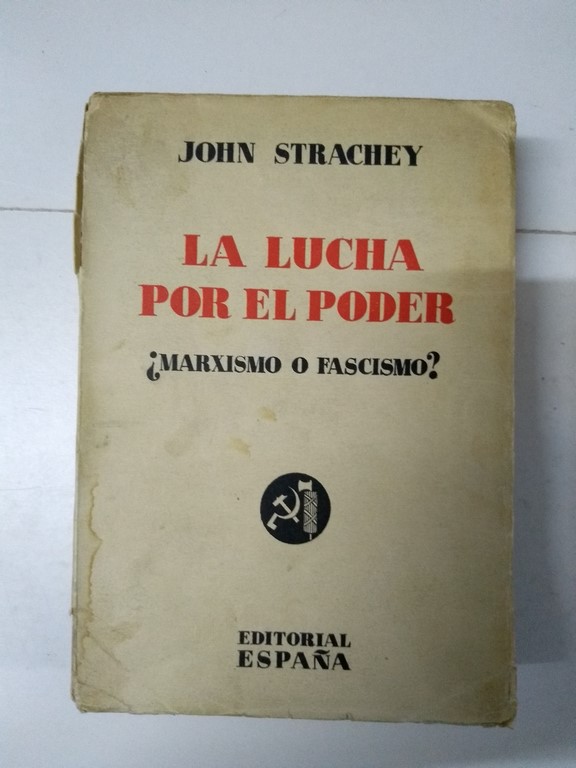 JOHN STRACHEY
LA LUCHA
POR EL PODER
¿MARXISMO O FASCISMO?
EDITORIAL
ESPAÑA